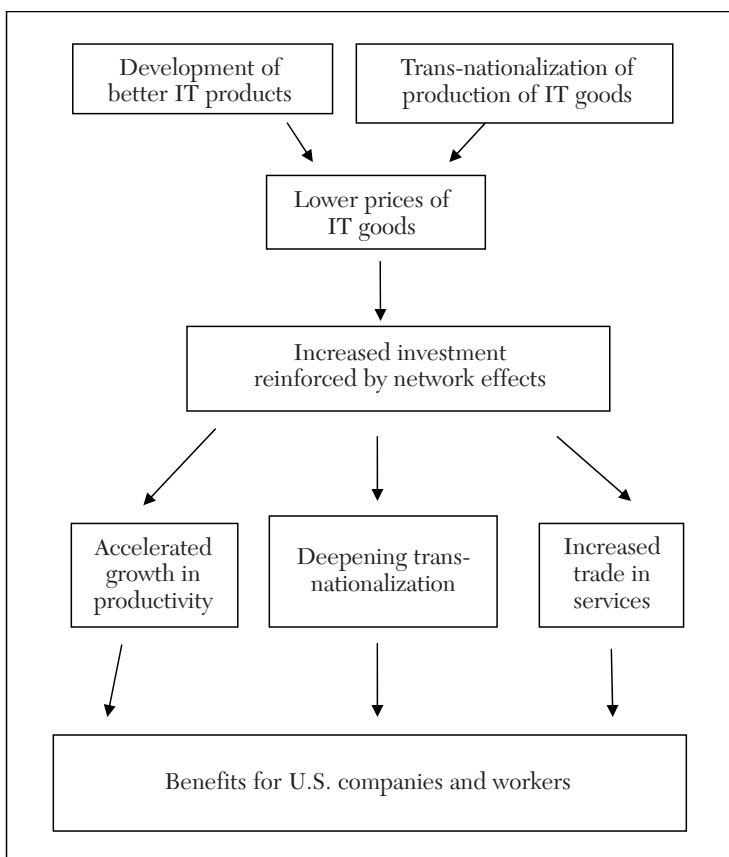 Development of
better IT products
Trans-nationalization of
production of IT goods
Lower prices of
IT goods
Increased investment
reinforced by network effects
Accelerated
growth in
productivity
Deepening trans-
nationalization
Increased
trade in
services
Benefits for U.S. companies and workers